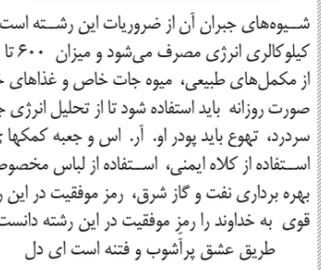 شیوه‌های جبران آن از ضروریات این رشته است
کیلوکالری انرژی مصرف می‌شود و میزان ۶۰۰ تا
از مکمل‌های طبیعی، میوه جات خاص و غذاهای
صورت روزانه باید استفاده شود تا از تحلیل انرژی
سردرد، تهوع باید پودر او. آر. اس و جعبه کمکها
استفاده از کلاه ایمنی، استفاده از لباس مخصوص
بهره برداری نفت و گاز شرق، رمز موفقیت در این
قوی به خداوند را رمز موفقیت در این رشته دانست
طریق عشق پرآشوب و فتنه است ای دل